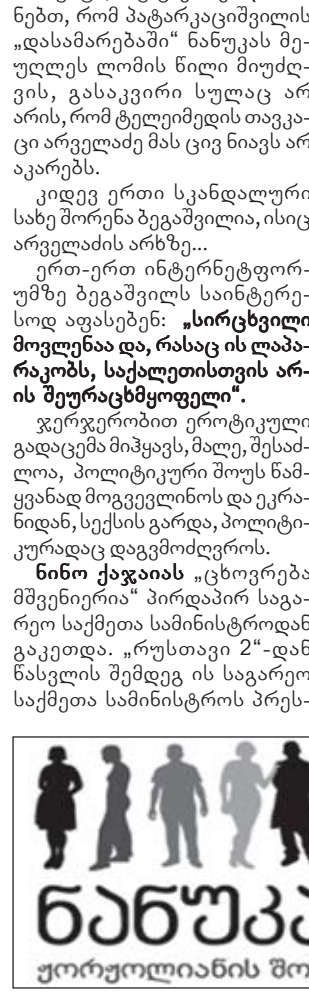 ნებთ, რომ პატარკაციშვილის
„დასამარებაში“ ნანუკას მე-
უღლეს ლომის წილი მიუძღ-
ვის, გასაკვირი სულაც არ
არის, რომ ტელეიმედის თავკა-
ცი არველაძე მას ცივ ნიავს არ
აკარებს.
კიდევ ერთი სკანდალური
სახე შორენა ბეგაშვილია, ისიც
არველაძის არხზე...
ერთ-ერთ ინტერნეტფორ-
უმზე ბეგაშვილს საინტერე-
სოდ აფასებენ: „სირცხვილი
მოვლენაა და, რასაც ის ლაპა-
რაკობს, საქალეთისთვის არ-
ის შეურაცხმყოფელი“.
ჯერჯერობით ეროტიკული
გადაცემა მიჰყავს, მალე, შესაძ-
ლოა, პოლიტიკური შოუს წამ-
ყვანად მოგვევლინოს და ეკრა-
ნიდან, სექსის გარდა, პოლიტი-
კურადაც დაგვმოძღვროს.
ნინო ქაჯაიას „ცხოვრება
მშვენიერია“ პირდაპირ საგა-
რეო საქმეთა სამინისტროდან
გაკეთდა. „რუსთავი 2“-დან
წასვლის შემდეგ ის საგარეო
საქმეთა სამინისტროს პრეს-
ნანუკა
ჟორჟოლიანის შო